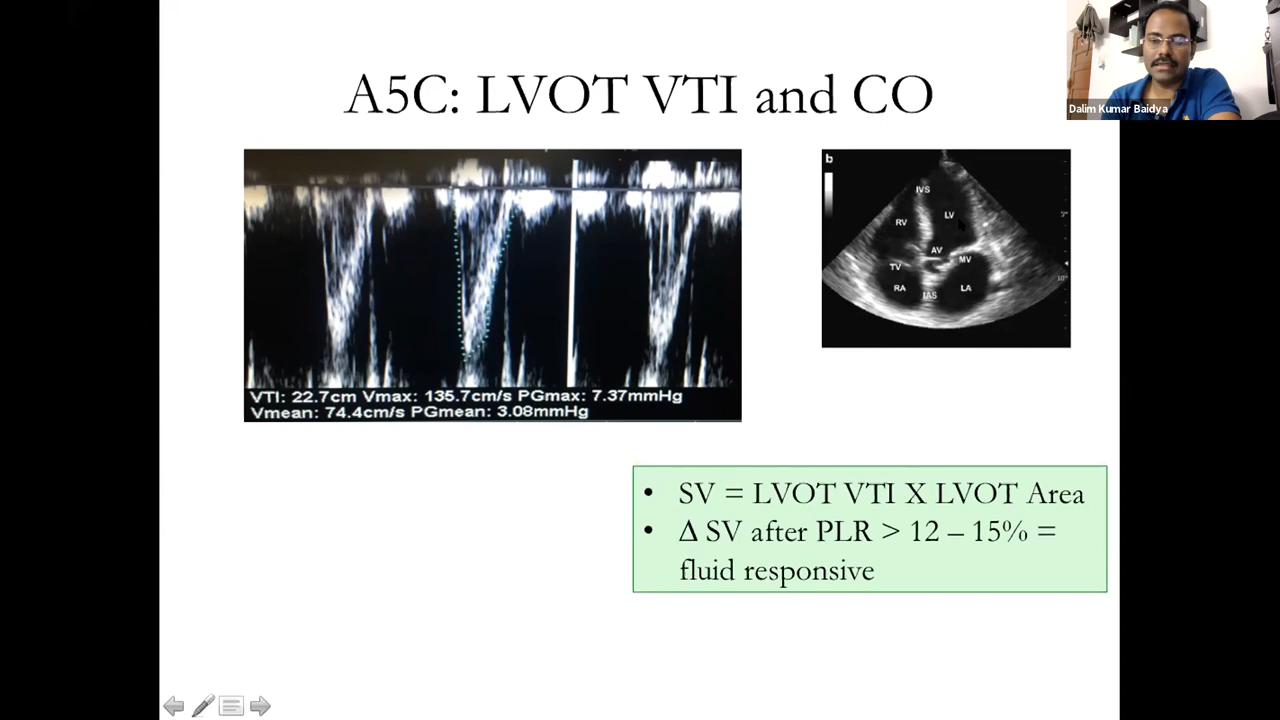 A5C: LVOT VTI and CO
Dalim Kumar Baidya
VTI: 22.7cm Vmax: 135.7cm/s PGmax: 7.37mmHg
Vmean: 74.4cm/s PGmean: 3.08mmHg
b
IVS
LV
RV
AV
MV
TV
RA
LA
IAS
• SV = LVOT VTI X LVOT Area
• Δ SV after PLR > 12 – 15% =
fluid responsive